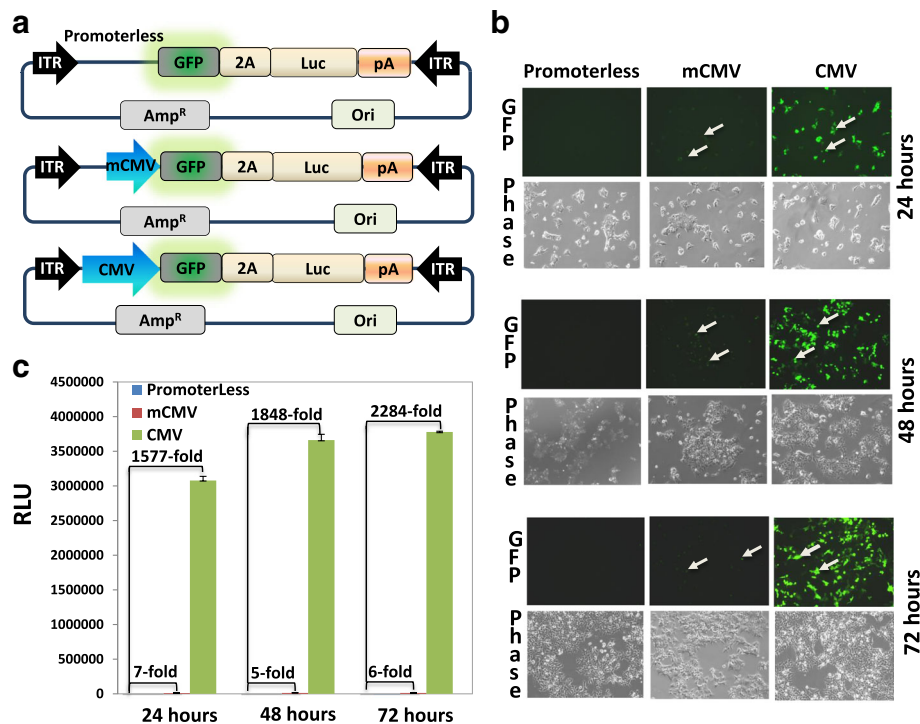 a
Promoterless
ITR GFP 2A Luc pA ITR
AmpR Ori
ITR mCMV GFP 2A Luc pA ITR
AmpR Ori
ITR CMV GFP 2A Luc pA ITR
AmpR Ori
b
Promoterless mCMV CMV
GFP
Phase
24 hours
GFP
Phase
48 hours
GFP
Phase
72 hours
c
RLU
4500000
4000000
3500000
3000000
2500000
2000000
1500000
1000000
500000
0
PromoterLess
mCMV
CMV
1577-fold
1848-fold
2284-fold
7-fold
5-fold
6-fold
24 hours
48 hours
72 hours